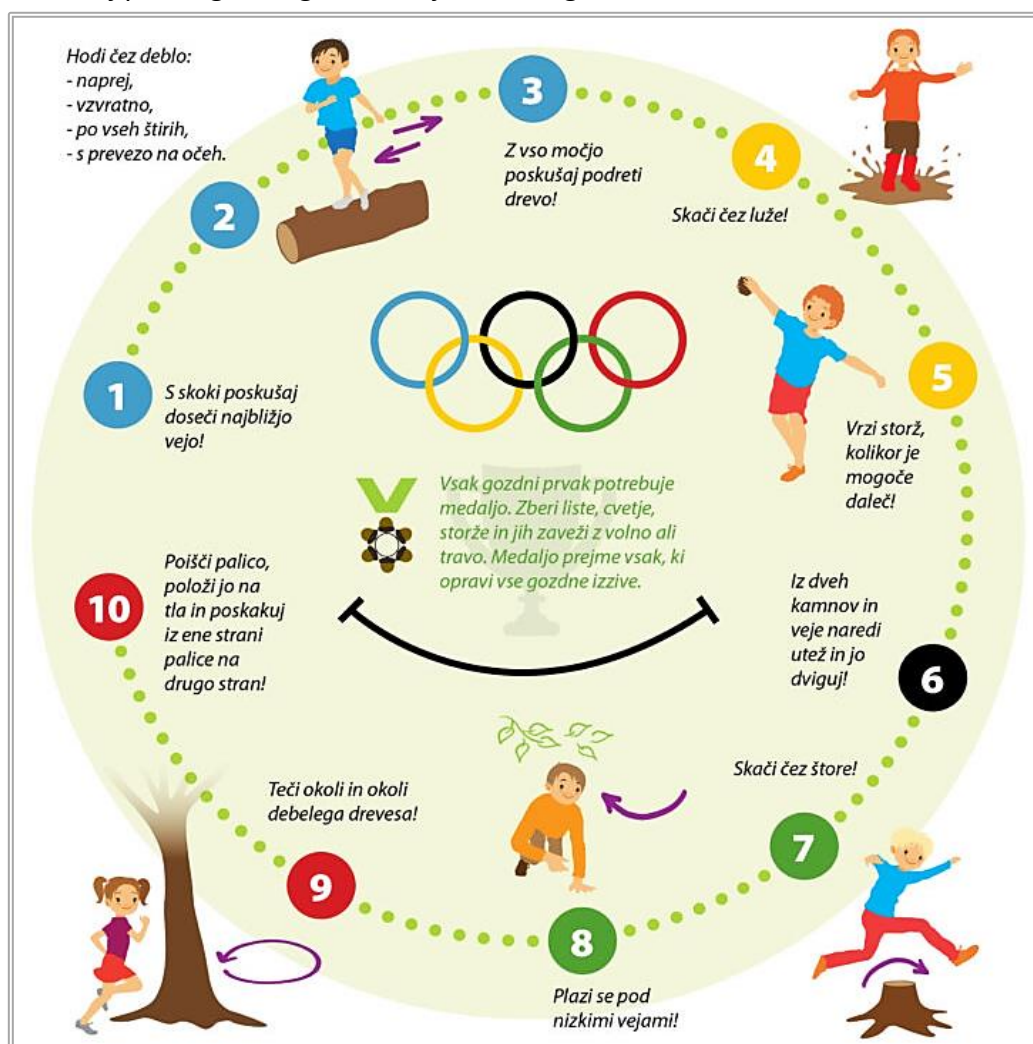 Hodi čez deblo:
- naprej,
- vzvratno,
- po vseh štirih,
- s prevezo na očeh.
1
S skoki poskušaj
doseči najbližjo
vejo!
2
3
Z vso močjo
poskušaj podreti
drevo!
4
Skači čez luže!
5
Vrzi storž,
kolikor je
mogoče
daleč!
Vsak gozdni prvak potrebuje
medaljo. Zberi liste, cvetje,
storže in jih zaveži z volno ali
travo. Medaljo prejme vsak, ki
opravi vse gozdne izzive.
6
Iz dveh
kamnov in
veje naredi
utež in jo
dviguj!
7
Skači čez štore!
8
Plazi se pod
nizkimi vejami!
9
Teči okoli in okoli
debelega drevesa!
10
Poišči palico,
položi jo na
tla in poskakuj
iz ene strani
palice na
drugo stran!